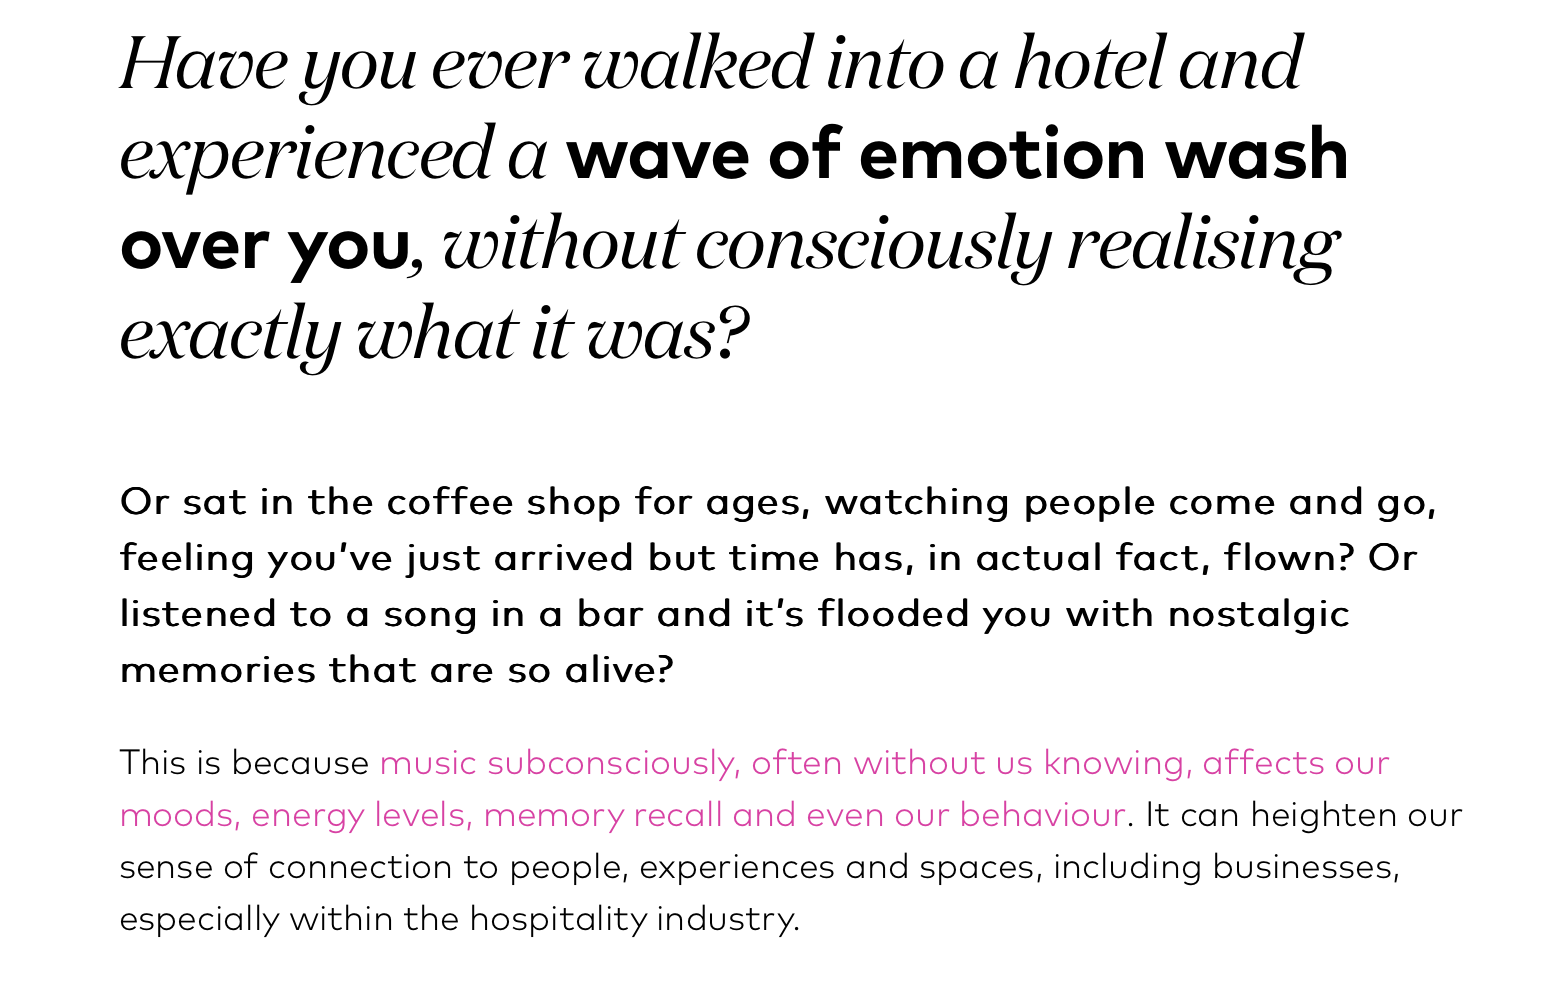 Have you ever walked into a hotel and
experienced a wave of emotion wash
over you, without consciously realising
exactly what it was?
Or sat in the coffee shop for ages, watching people come and go,
feeling you’ve just arrived but time has, in actual fact, flown? Or
listened to a song in a bar and it’s flooded you with nostalgic
memories that are so alive?
This is because music subconsciously, often without us knowing, affects our
moods, energy levels, memory recall and even our behaviour. It can heighten our
sense of connection to people, experiences and spaces, including businesses,
especially within the hospitality industry.